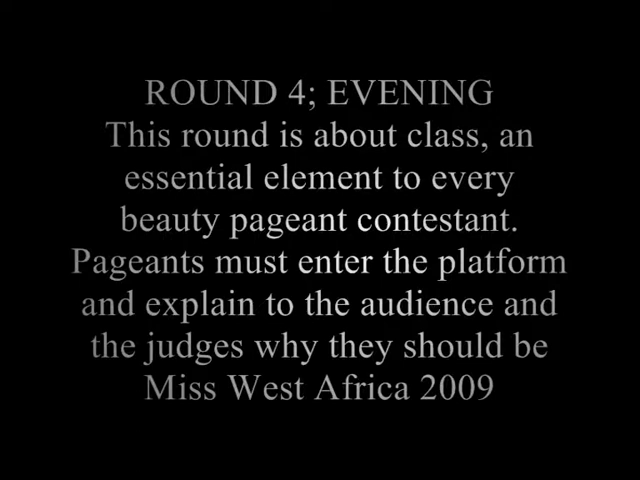 ROUND 4; EVENING
This round is about class, an
essential element to every
beauty pageant contestant.
Pageants must enter the platform
and explain to the audience and
the judges why they should be
Miss West Africa 2009